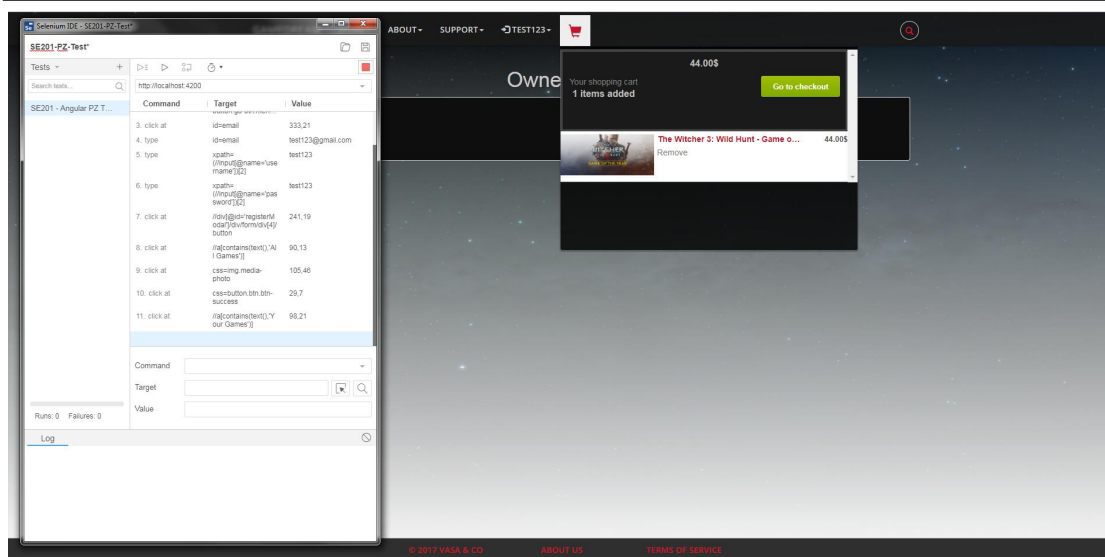 Selenium IDE - SE201-PZ-Test*
SE201-PZ-Test*
Tests
Search tests...
SE201 - Angular PZ T...
Runs: 0 Failures: 0
http://localhost:4200
Command Target Value
3. click at id=email 333,21
4. type id=email test123@gmail.com
5. type xpath= test123
(//input[@name='use
rname'])[2]
6. type xpath= test123
(//input[@name='pas
sword'])[2]
7. click at //div[@id='registerM 241,19
odal']/div/form/div[4]/
button
8. click at //a[contains(text(),'Al 90,13
l Games')]
9. click at css=img.media- 105,46
photo
10. click at css=button.btn.btn- 29,7
success
11. click at //a[contains(text(),'Y 98,21
our Games')]
Command
Target
Value
Log
ABOUT SUPPORT TEST123
Owne
44.00$
Your shopping cart
1 items added
Go to checkout
The Witcher 3: Wild Hunt - Game o... 44.00$
Remove
© 2017 VASA & CO ABOUT US TERMS OF SERVICE